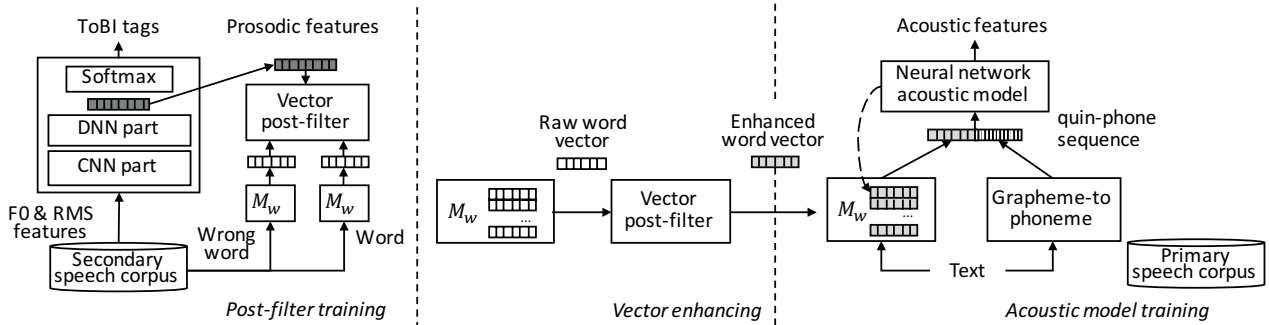 ToBI tags
Prosodic features
Softmax
DNN part
CNN part
Vector
post-filter
M_w
M_w
F0 & RMS
features
Wrong
word
Word
Secondary
speech corpus
Post-filter training
Raw word
vector
Enhanced
word vector
M_w
...
Vector
post-filter
Vector enhancing
Acoustic features
Neural network
acoustic model
quin-phone
sequence
M_w
...
Grapheme-to
phoneme
Text
Primary
speech corpus
Acoustic model training